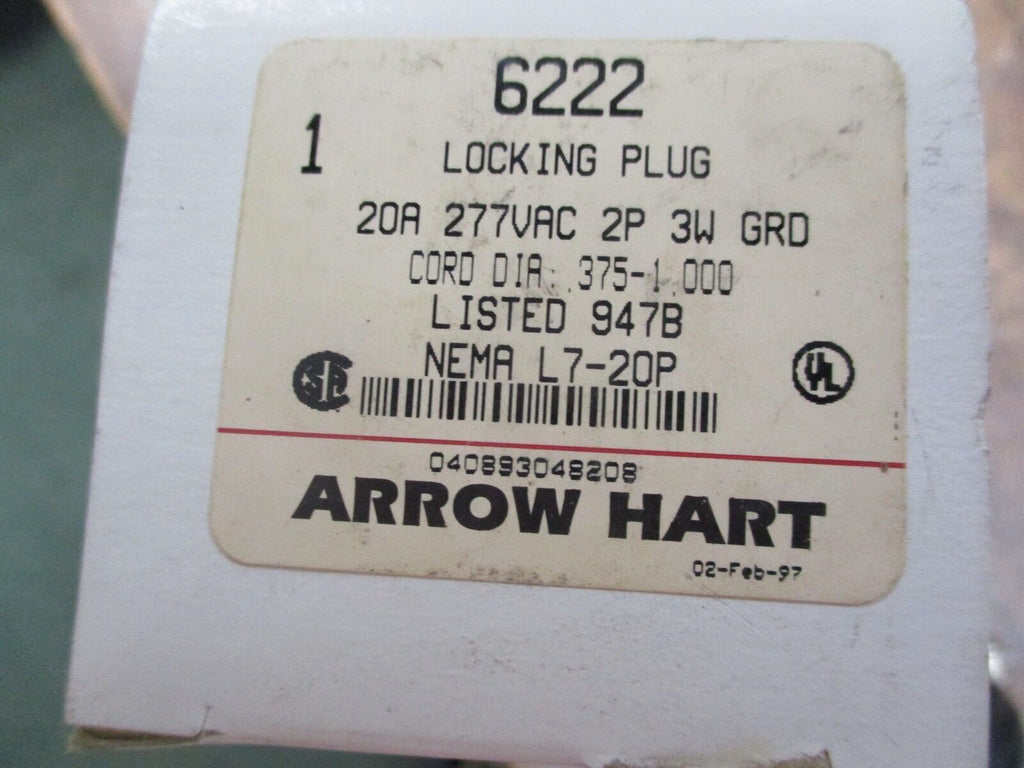 6222
1
LOCKING PLUG
20A 277VAC 2P 3W GRD
CORD DIA. .375-1.000
LISTED 947B
NEMA L7-20P
040893048208
ARROW HART
02-Feb-97